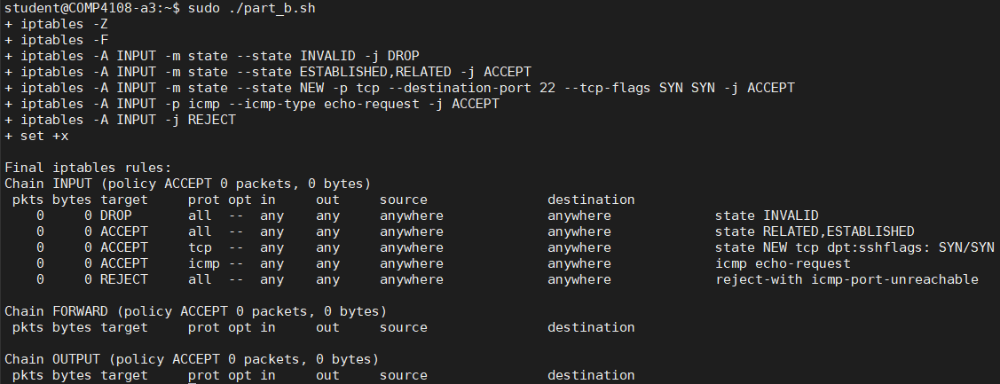 student@COMP4108-a3:~$ sudo ./part_b.sh
+ iptables -Z
+ iptables -F
+ iptables -A INPUT -m state --state INVALID -j DROP
+ iptables -A INPUT -m state --state ESTABLISHED,RELATED -j ACCEPT
+ iptables -A INPUT -m state --state NEW -p tcp --destination-port 22 --tcp-flags SYN SYN -j ACCEPT
+ iptables -A INPUT -p icmp --icmp-type echo-request -j ACCEPT
+ iptables -A INPUT -j REJECT
+ set +x
Final iptables rules:
Chain INPUT (policy ACCEPT 0 packets, 0 bytes)
pkts bytes target prot opt in out source destination
0 0 DROP all -- any any anywhere anywhere state INVALID
0 0 ACCEPT all -- any any anywhere anywhere state RELATED,ESTABLISHED
0 0 ACCEPT tcp -- any any anywhere anywhere state NEW tcp dpt:sshflags: SYN/SYN
0 0 ACCEPT icmp -- any any anywhere anywhere icmp echo-request
0 0 REJECT all -- any any anywhere anywhere reject-with icmp-port-unreachable
Chain FORWARD (policy ACCEPT 0 packets, 0 bytes)
pkts bytes target prot opt in out source destination
Chain OUTPUT (policy ACCEPT 0 packets, 0 bytes)
pkts bytes target prot opt in out source destination